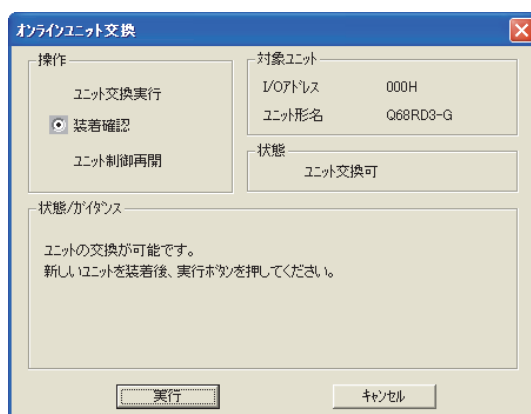 オンラインユニット交換
操作
ユニット交換実行
装着確認
ユニット制御再開
対象ユニット
I/Oアドレス 000H
ユニット形名 Q68RD3-G
状態
ユニット交換可
状態/ガイダンス
ユニットの交換が可能です。
新しいユニットを装着後、実行ボタンを押してください。
実行 キャンセル